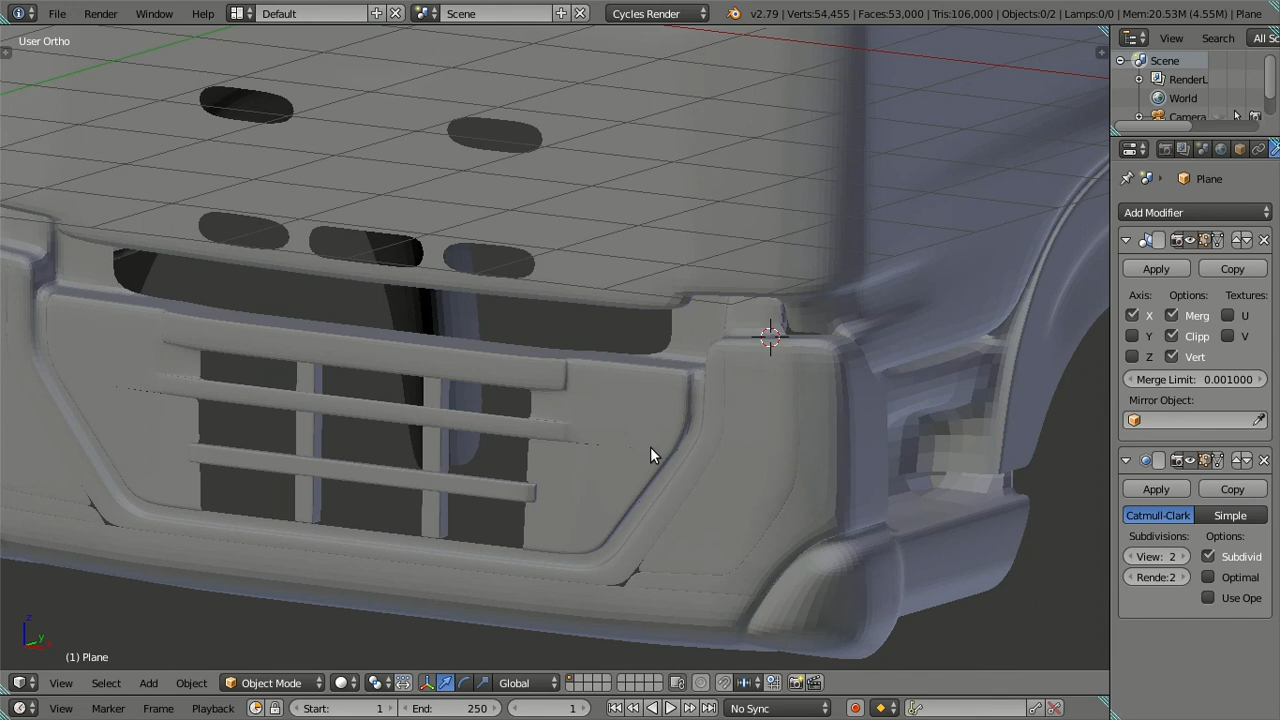 File Render Window Help Default Scene Cycles Render v2.79 | Verts:54,455 | Faces:53,000 | Tris:106,000 | Objects:0/2 | Lamps:0/0 | Mem:20.53M (4.55M) | Plane
User Ortho
View Search All Sc
Scene
RenderL
World
Camera
Plane
Add Modifier
Apply Copy
Axis: Options: Textures:
X Merg U
Y Clipp V
Z Vert
Merge Limit: 0.001000
Mirror Object:
Apply Copy
Catmull-Clark Simple
Subdivisions: Options:
View: 2 Subdivid
Rende:2 Optimal
Use Ope
z
y
x
(1) Plane
View Select Add Object Object Mode Global
View Marker Frame Playback Start: 1 End: 250 1 No Sync